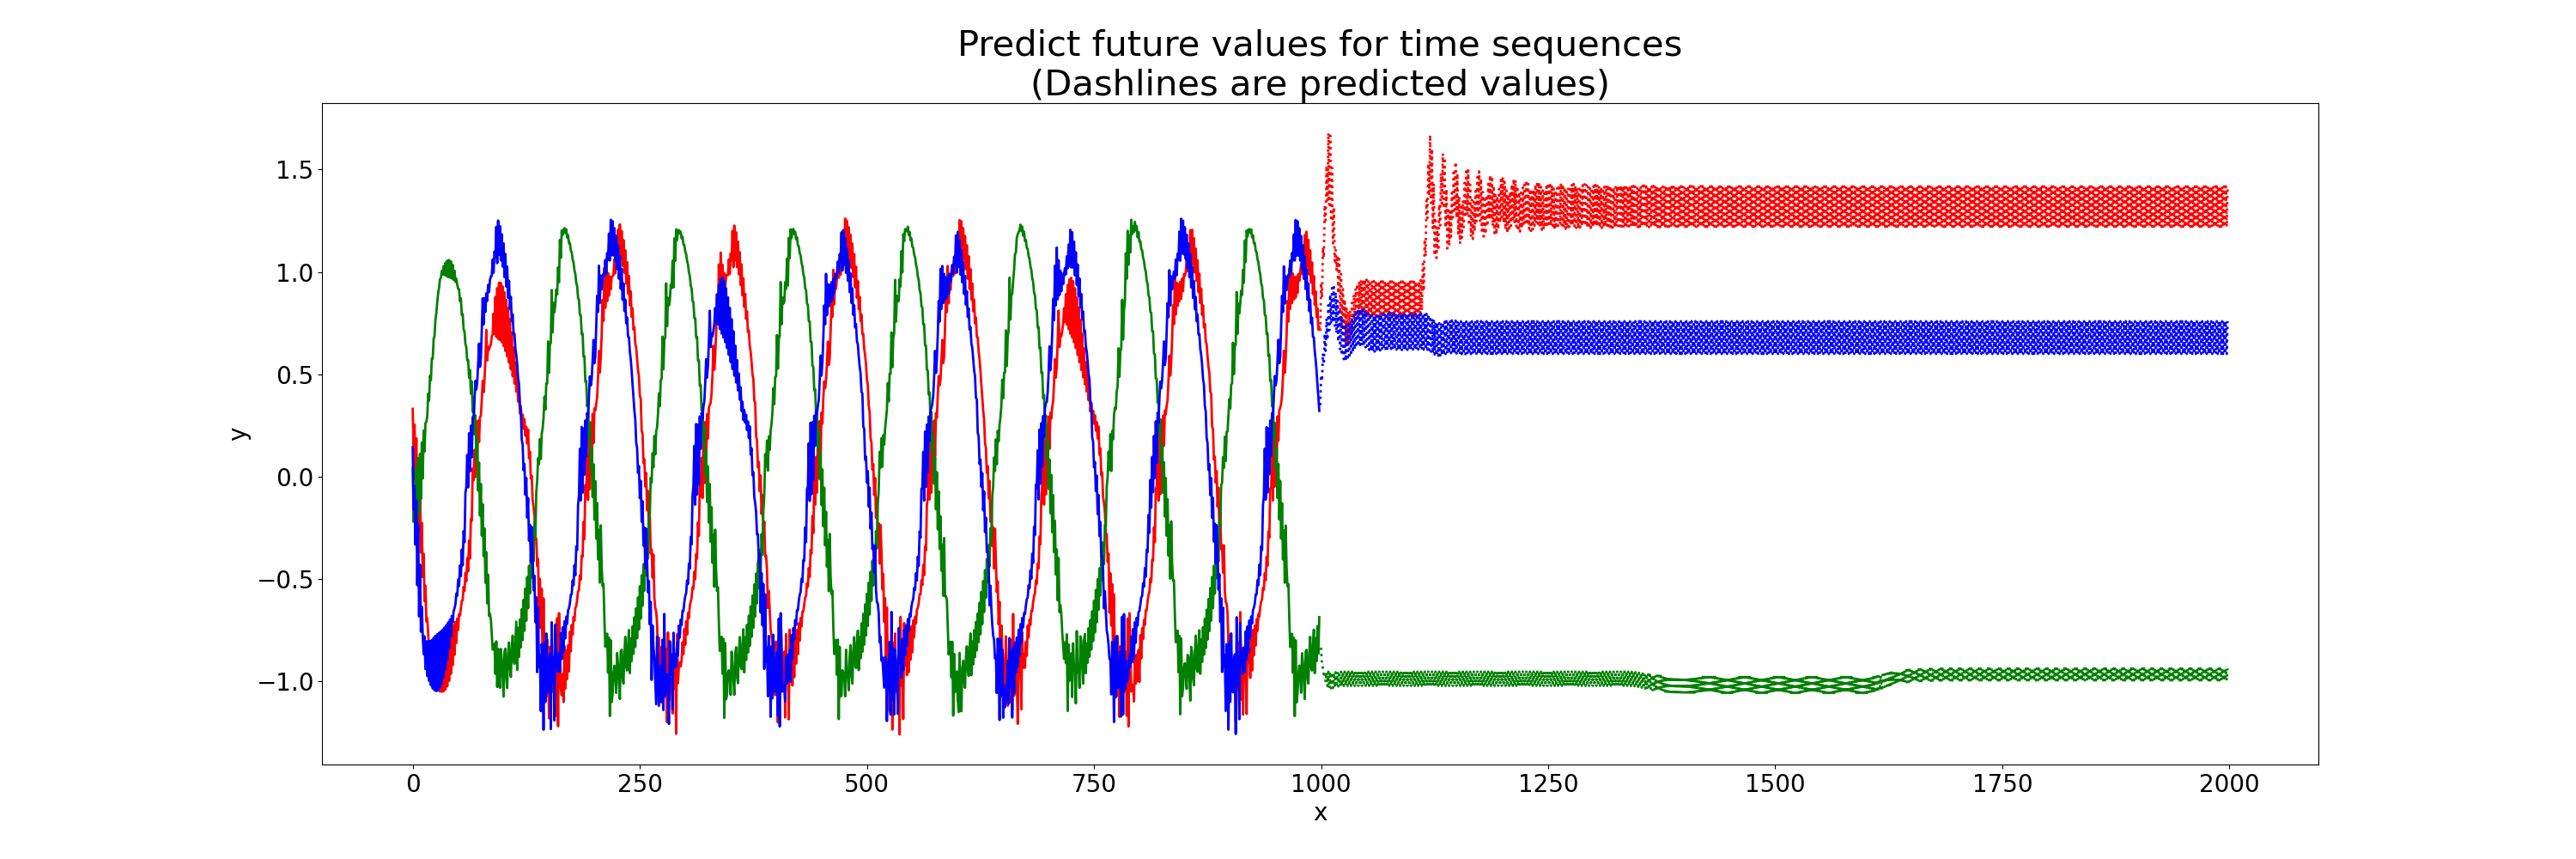 Predict future values for time sequences
(Dashlines are predicted values)
y
1.5
1.0
0.5
0.0
−0.5
−1.0
0 250 500 750 1000 1250 1500 1750 2000
x